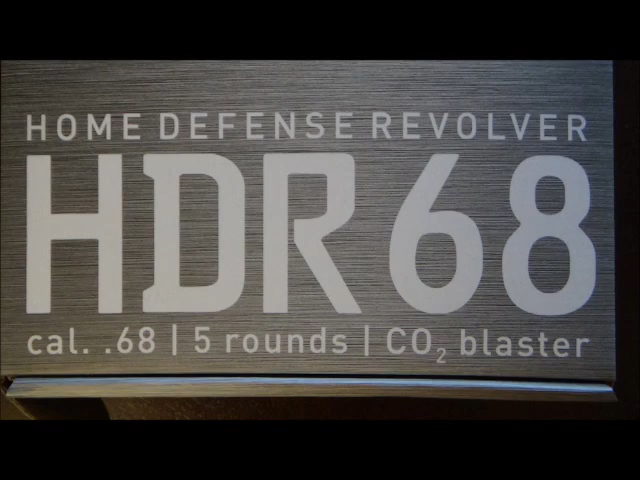 HOME DEFENSE REVOLVER
HDR 68
cal. .68 | 5 rounds | CO₂ blaster